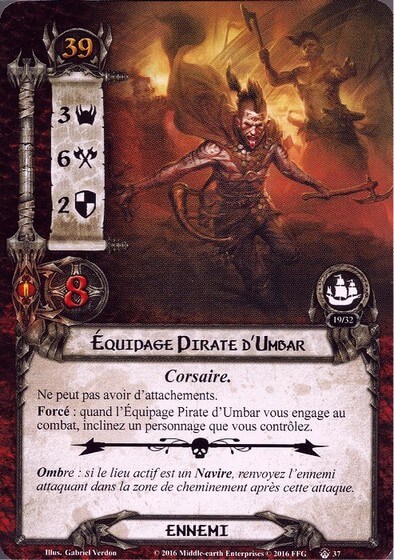 39
3
6
2
8
19/32
Équipage Pirate d'Umbar
Corsaire.
Ne peut pas avoir d'attachements.
Forcé : quand l'Équipage Pirate d'Umbar vous engage au
combat, inclinez un personnage que vous contrôlez.
Ombre : si le lieu actif est un Navire, renvoyez l'ennemi
attaquant dans la zone de cheminement après cette attaque.
ENNEMI
Illus. Gabriel Verdon © 2016 Middle-earth Enterprises © 2016 FFG 37